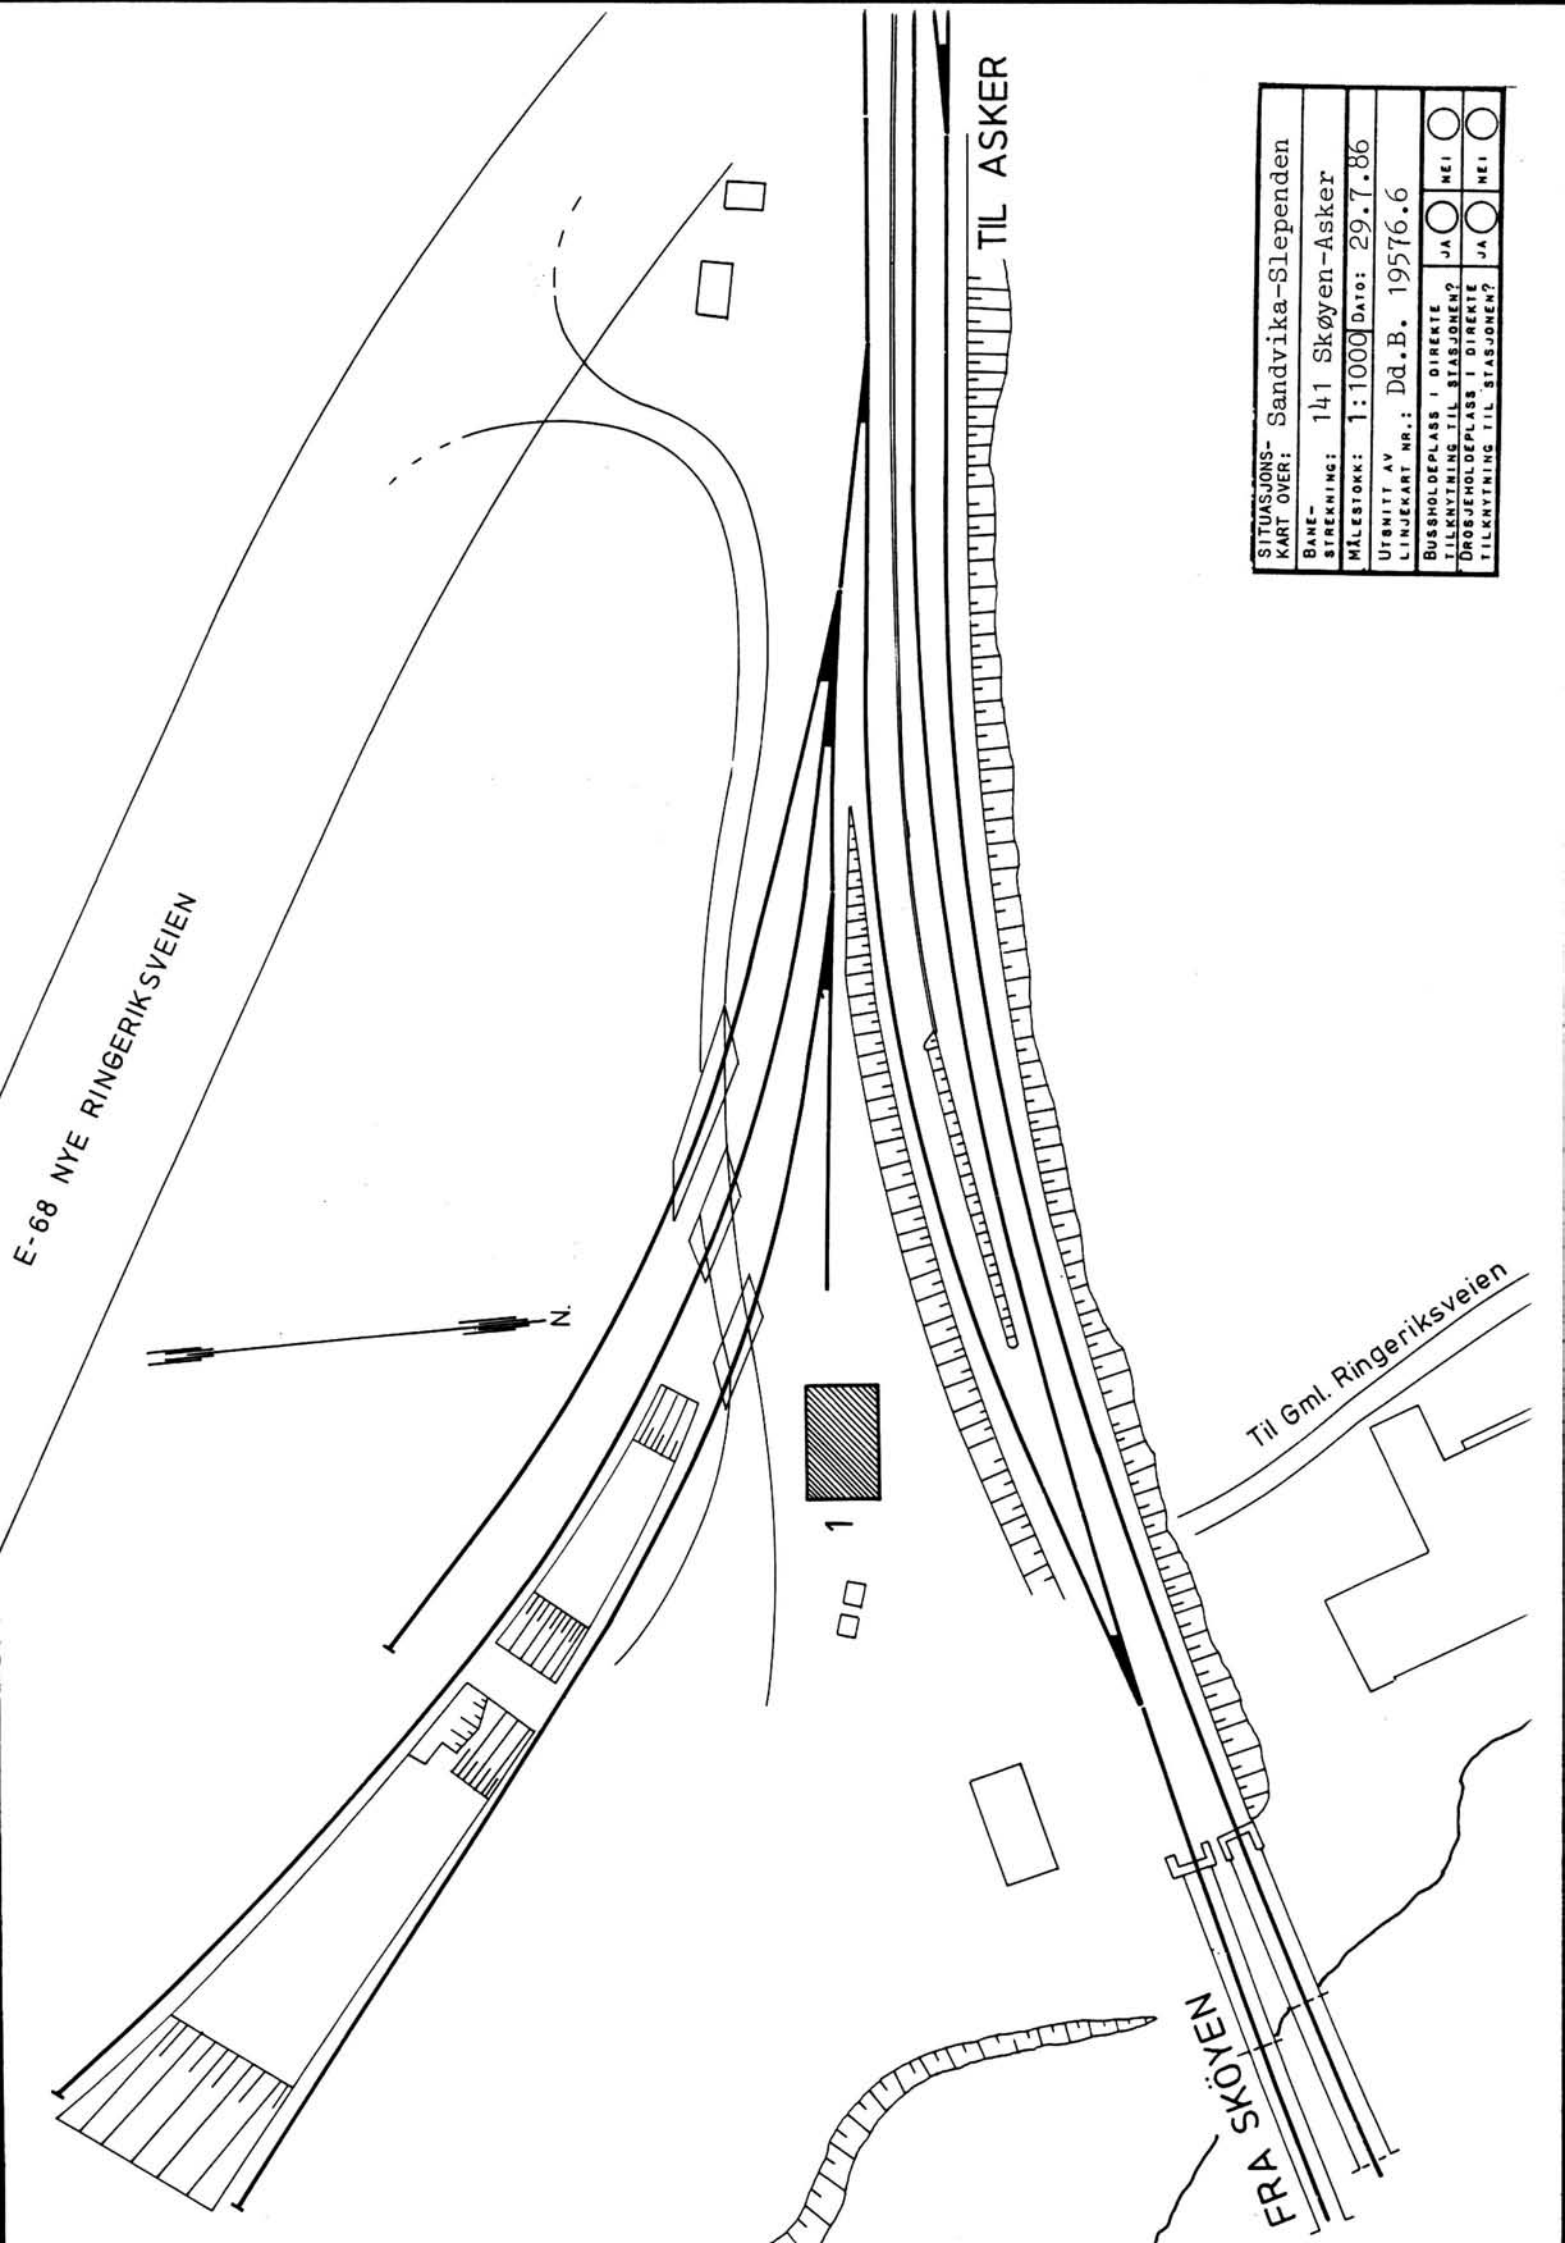 E-68 NYE RINGERIKSVEIEN
N.
TIL ASKER
1
Til Gml. Ringeriksveien
FRA SKÖYEN
SITUASJONS-
KART OVER: Sandvika-Slependen
BANE-
STREKNING: 141 Skøyen-Asker
MÅLESTOKK: 1:1000 DATO: 29.7.86
UTSNITT AV
LINJEKART NR.: Dd.B. 19576.6
BUSSHOLDEPLASS I DIREKTE
TILKNYTNING TIL STASJONEN? JA NEI
DROSJEHOLDEPLASS I DIREKTE
TILKNYTNING TIL STASJONEN? JA NEI